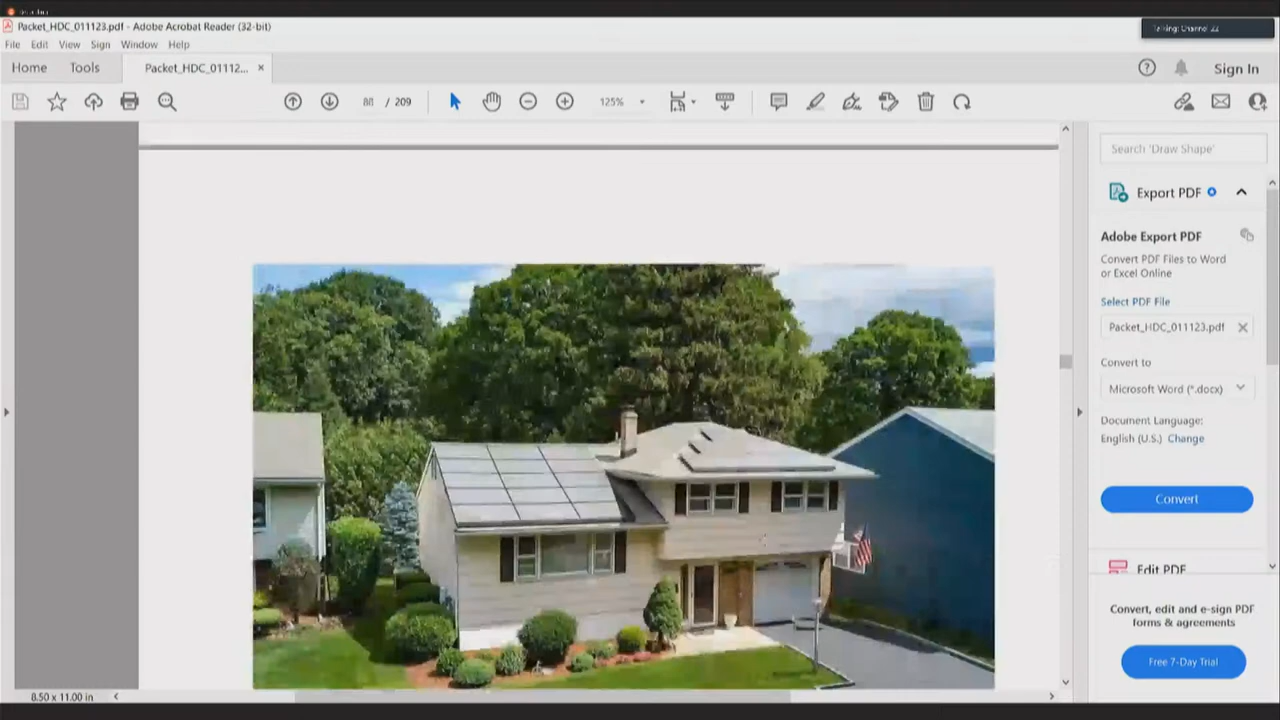 Packet_HDC_011123.pdf - Adobe Acrobat Reader (32-bit)
Talking: Channel 22
File Edit View Sign Window Help
Home Tools Packet_HDC_01112... ×
Sign In
88 / 209
125%
Search 'Draw Shape'
Export PDF
Adobe Export PDF
Convert PDF Files to Word
or Excel Online
Select PDF File
Packet_HDC_011123.pdf
Convert to
Microsoft Word (*.docx)
Document Language:
English (U.S.) Change
Convert
Edit PDF
Convert, edit and e-sign PDF
forms & agreements
Free 7-Day Trial
8.50 x 11.00 in